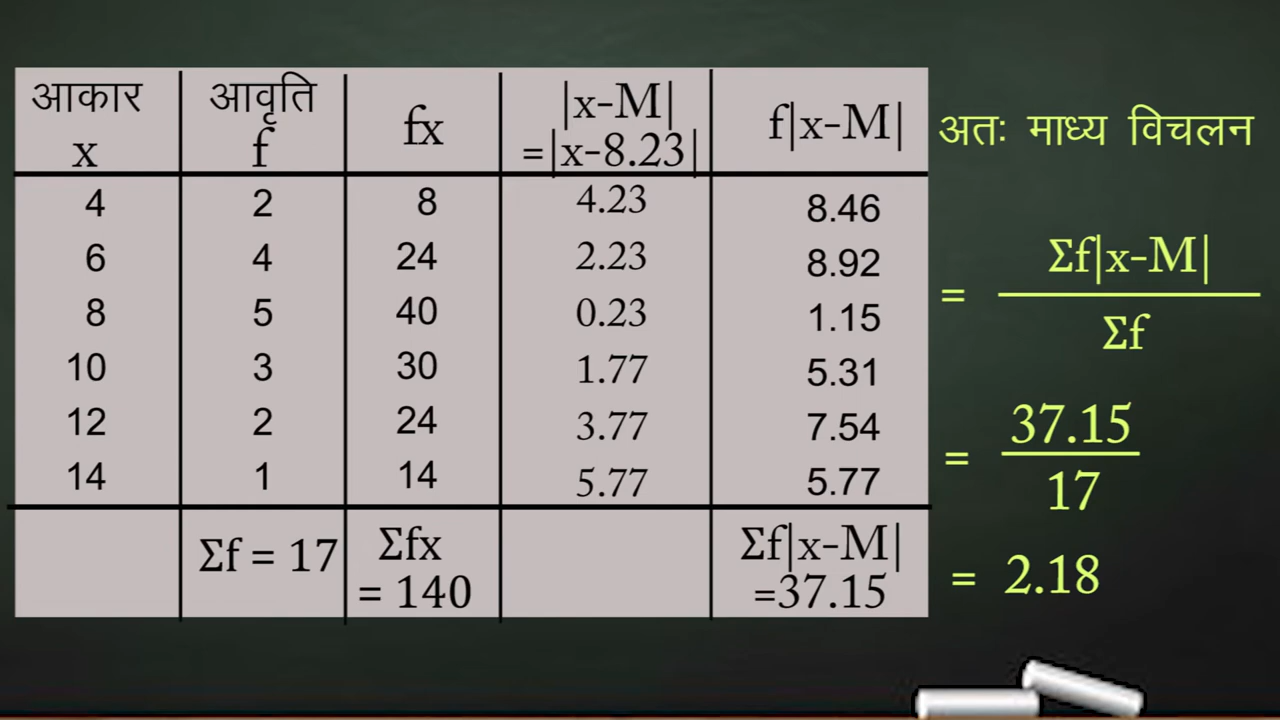 आकार x | आवृति f | fx | |x-M| =|x-8.23| | f|x-M|
4 | 2 | 8 | 4.23 | 8.46
6 | 4 | 24 | 2.23 | 8.92
8 | 5 | 40 | 0.23 | 1.15
10 | 3 | 30 | 1.77 | 5.31
12 | 2 | 24 | 3.77 | 7.54
14 | 1 | 14 | 5.77 | 5.77
Σf = 17 | Σfx = 140 | Σf|x-M| =37.15
अतः माध्य विचलन
= Σf|x-M| / Σf
= 37.15 / 17
= 2.18